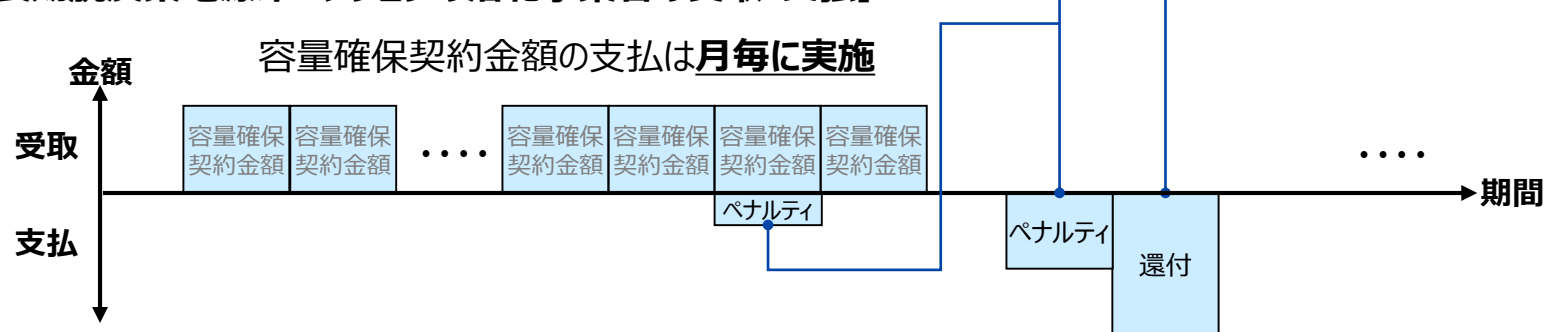 容量確保契約金額の支払は月毎に実施
金額
受取
容量確保
契約金額
容量確保
契約金額
‥‥
容量確保
契約金額
容量確保
契約金額
容量確保
契約金額
容量確保
契約金額
‥‥
期間
ペナルティ
支払
ペナルティ
還付